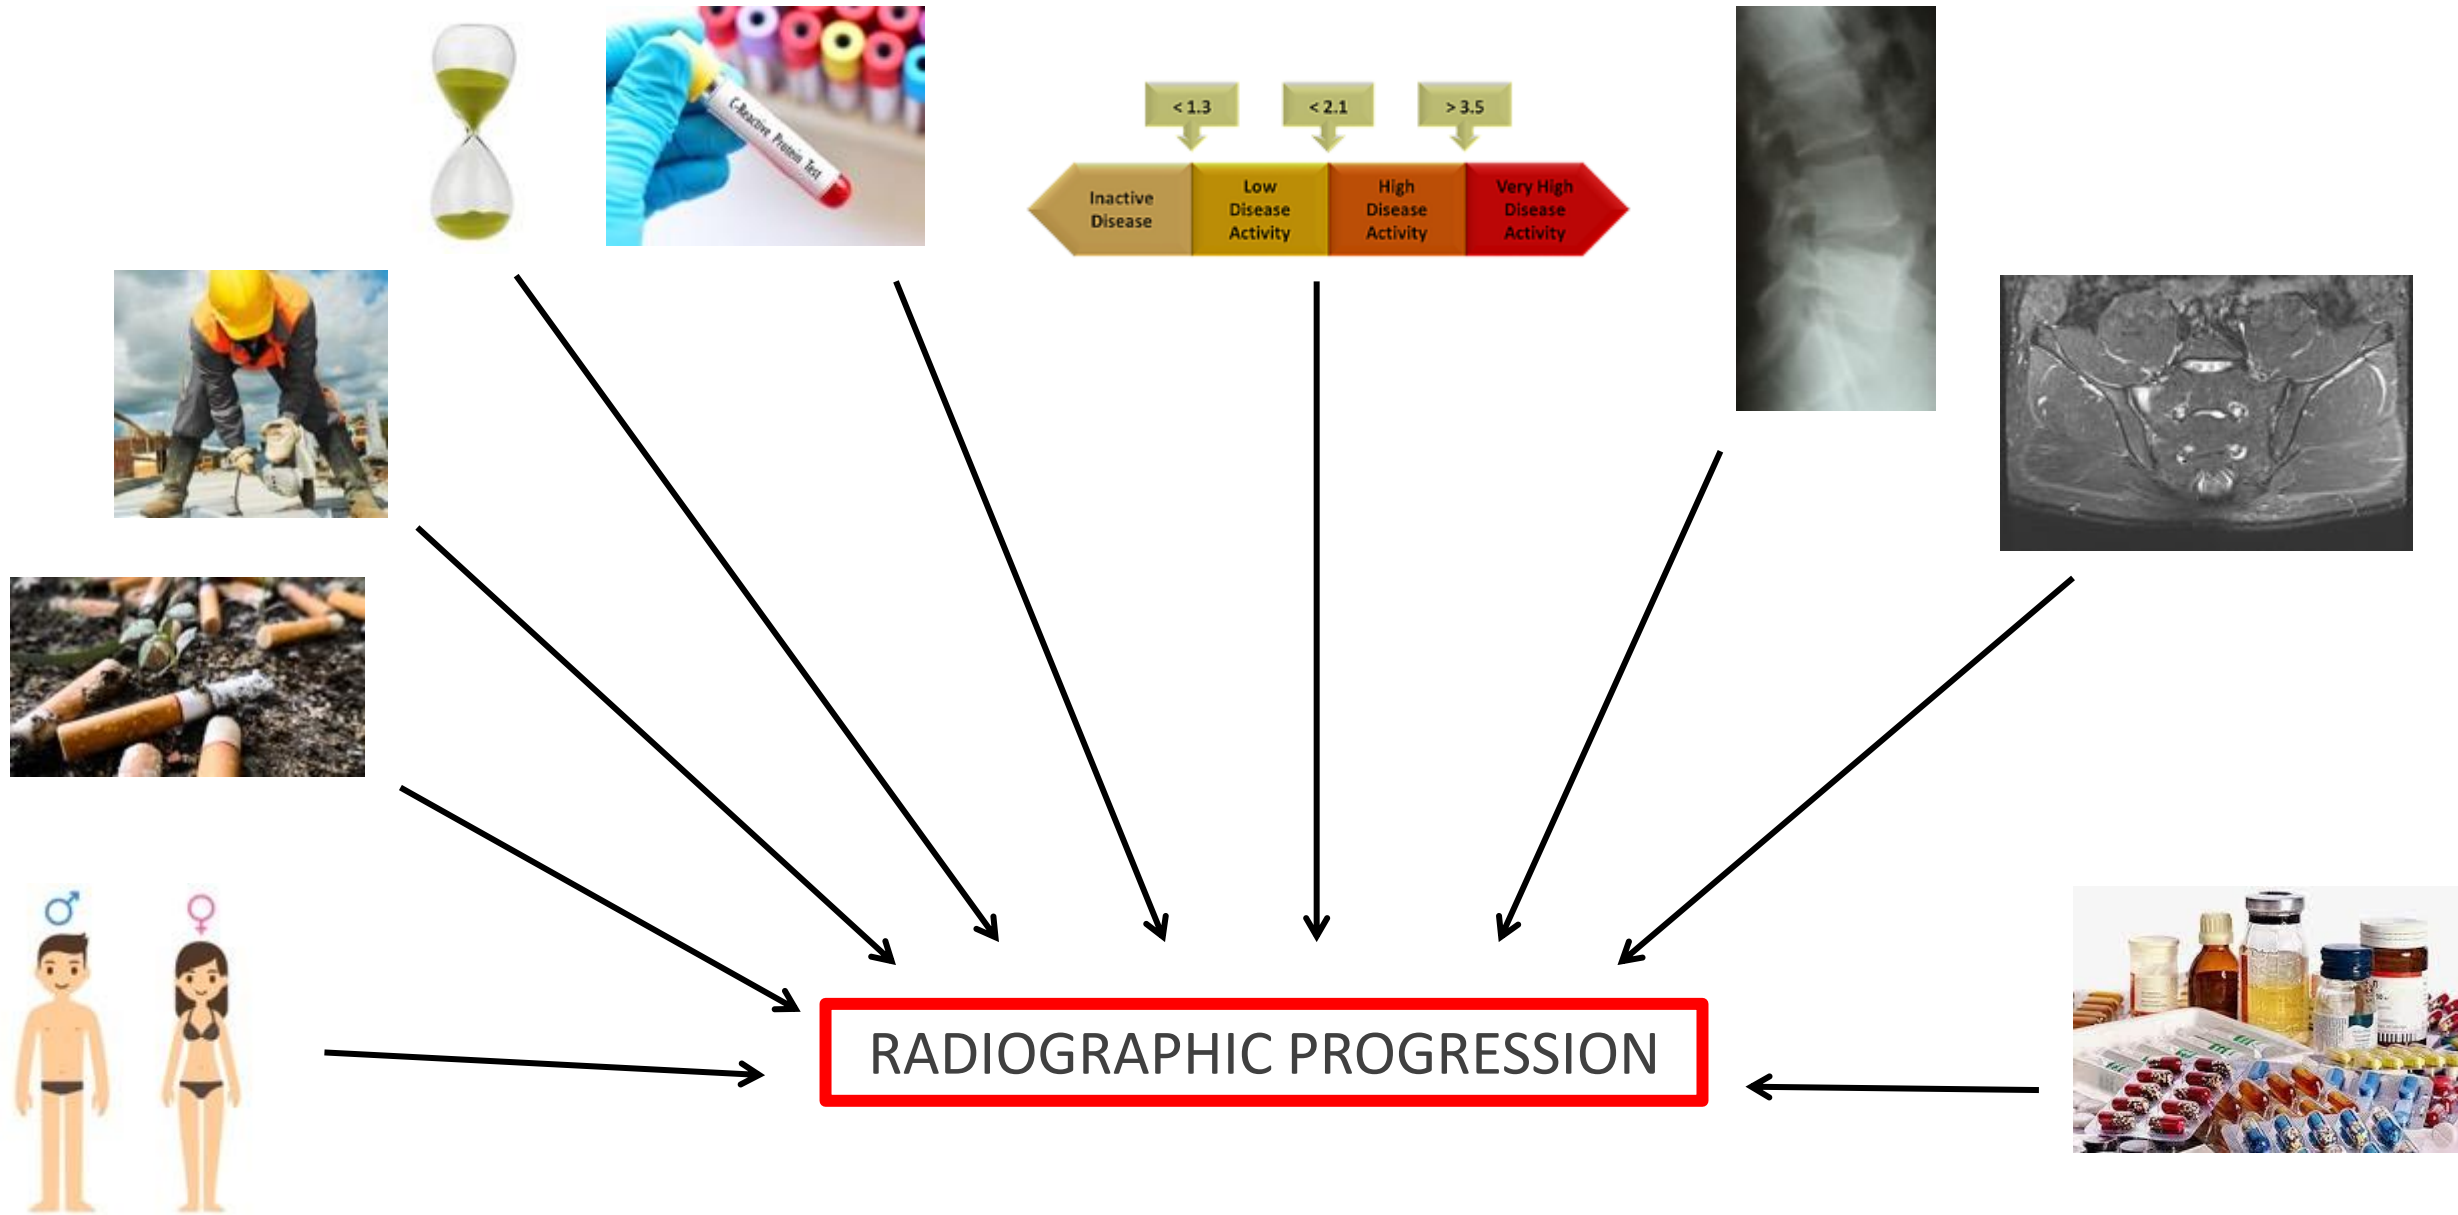 C-Reactive Protein Test
< 1.3
< 2.1
> 3.5
Inactive
Disease
Low
Disease
Activity
High
Disease
Activity
Very High
Disease
Activity
RADIOGRAPHIC PROGRESSION